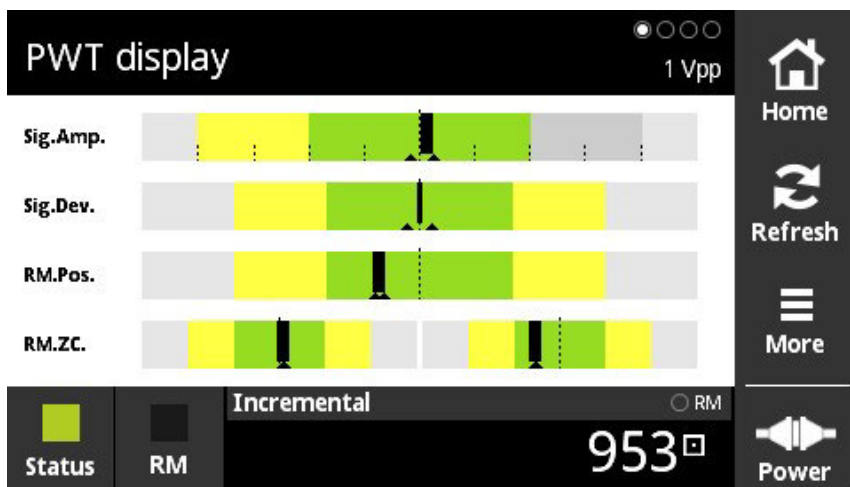 PWT display
1 Vpp
Home
Sig.Amp.
Sig.Dev.
Refresh
RM.Pos.
RM.ZC.
More
Incremental
RM
953
Status
RM
Power